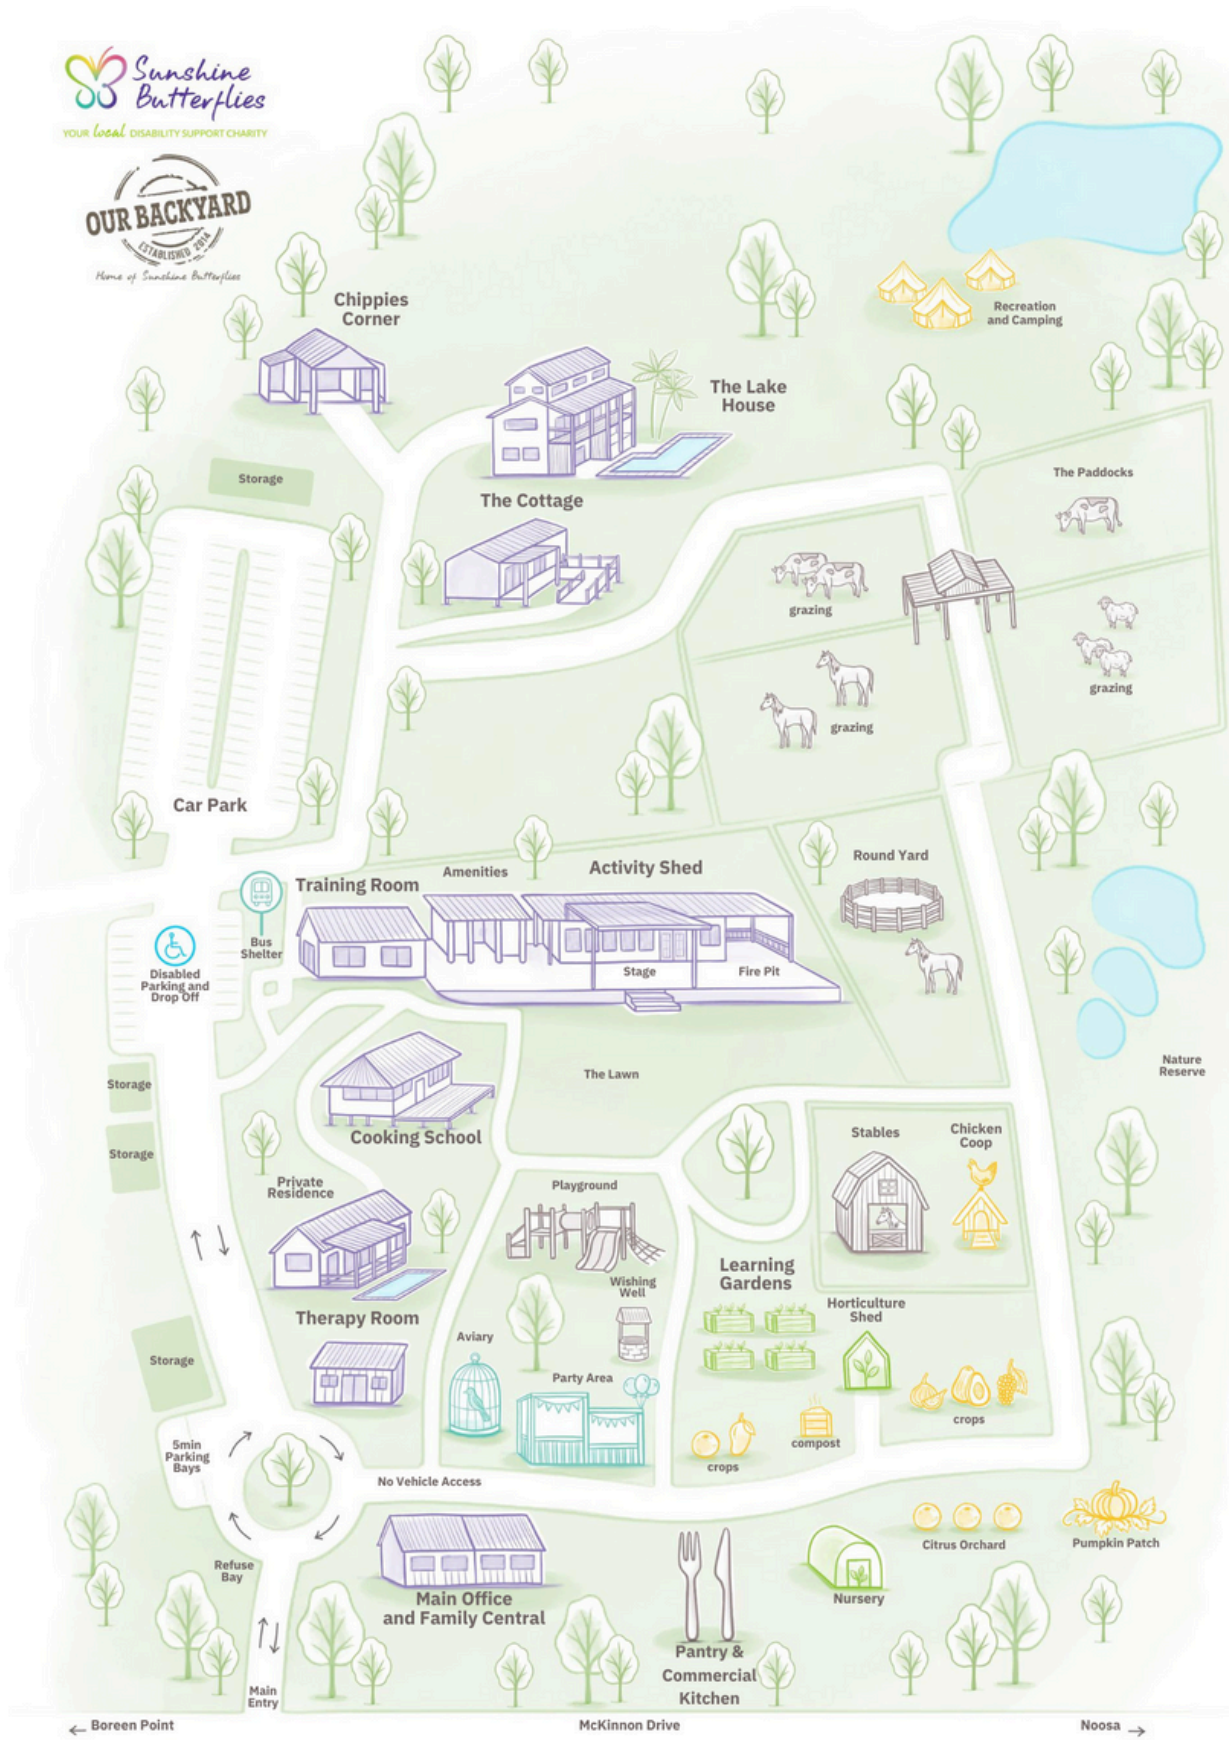 Sunshine
Butterflies
YOUR local DISABILITY SUPPORT CHARITY
OUR BACKYARD
ESTABLISHED 2014
Home of Sunshine Butterflies
Chippies
Corner
Recreation
and Camping
The Lake
House
Storage
The Cottage
The Paddocks
grazing
grazing
grazing
Car Park
Training Room
Amenities
Activity Shed
Round Yard
Bus
Shelter
Disabled
Parking and
Drop Off
Stage
Fire Pit
Nature
Reserve
The Lawn
Storage
Storage
Cooking School
Stables
Chicken
Coop
Private
Residence
Playground
Wishing
Well
Learning
Gardens
Horticulture
Shed
Therapy Room
Aviary
Storage
Party Area
crops
compost
crops
5min
Parking
Bays
No Vehicle Access
Citrus Orchard
Pumpkin Patch
Refuse
Bay
Main Office
and Family Central
Nursery
Pantry &
Commercial
Kitchen
Main
Entry
← Boreen Point
McKinnon Drive
Noosa →